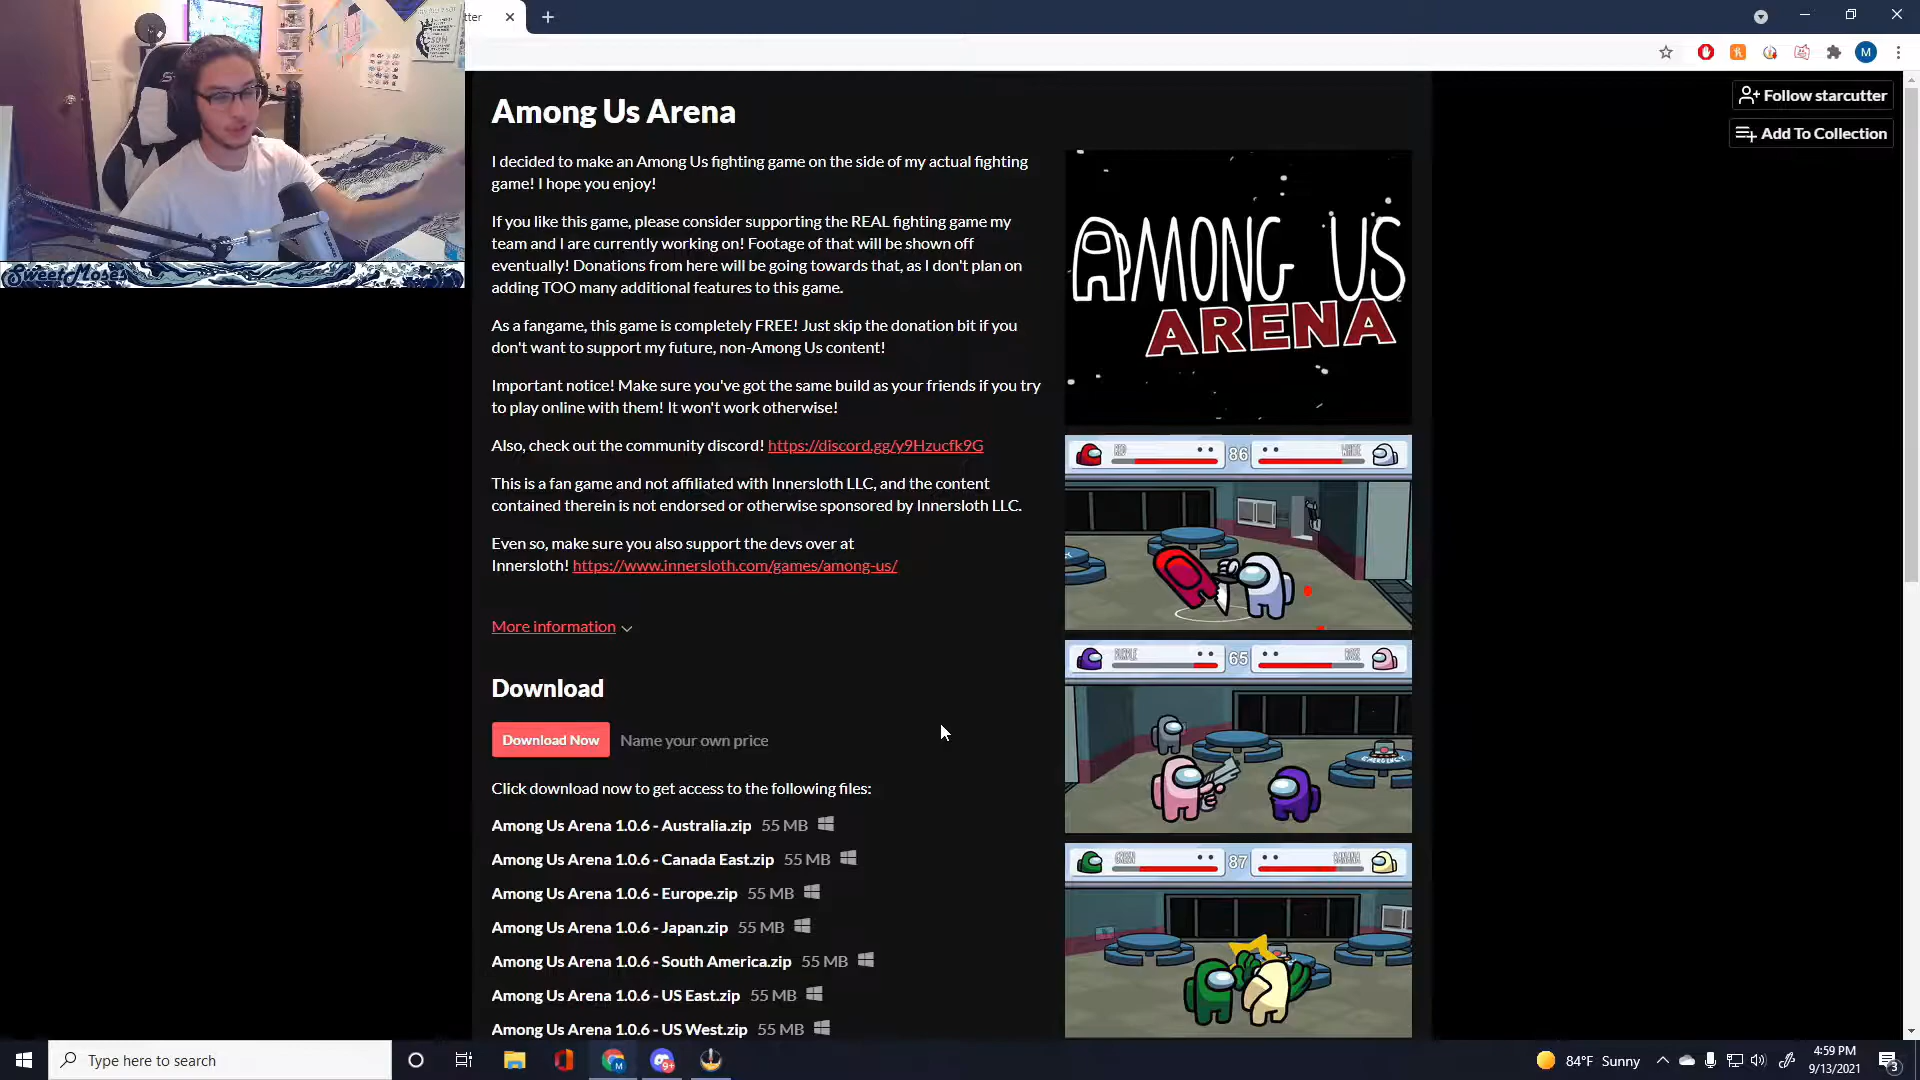 tter
Follow starcutter
Add To Collection
Among Us Arena
I decided to make an Among Us fighting game on the side of my actual fighting
game! I hope you enjoy!
If you like this game, please consider supporting the REAL fighting game my
team and I are currently working on! Footage of that will be shown off
eventually! Donations from here will be going towards that, as I don't plan on
adding TOO many additional features to this game.
As a fangame, this game is completely FREE! Just skip the donation bit if you
don't want to support my future, non-Among Us content!
Important notice! Make sure you've got the same build as your friends if you try
to play online with them! It won't work otherwise!
Also, check out the community discord! https://discord.gg/y9Hzucfk9G
This is a fan game and not affiliated with Innersloth LLC, and the content
contained therein is not endorsed or otherwise sponsored by Innersloth LLC.
Even so, make sure you also support the devs over at
Innersloth! https://www.innersloth.com/games/among-us/
More information
Download
Download Now Name your own price
Click download now to get access to the following files:
Among Us Arena 1.0.6 - Australia.zip 55 MB
Among Us Arena 1.0.6 - Canada East.zip 55 MB
Among Us Arena 1.0.6 - Europe.zip 55 MB
Among Us Arena 1.0.6 - Japan.zip 55 MB
Among Us Arena 1.0.6 - South America.zip 55 MB
Among Us Arena 1.0.6 - US East.zip 55 MB
Among Us Arena 1.0.6 - US West.zip 55 MB
AMONG US
ARENA
RED 86 WHITE
PURPLE 65 ROSE
EMERGENCY
GREEN 87 BANANA
SweetMoses
M
Type here to search
M
9+
84°F Sunny
4:59 PM
9/13/2021
3